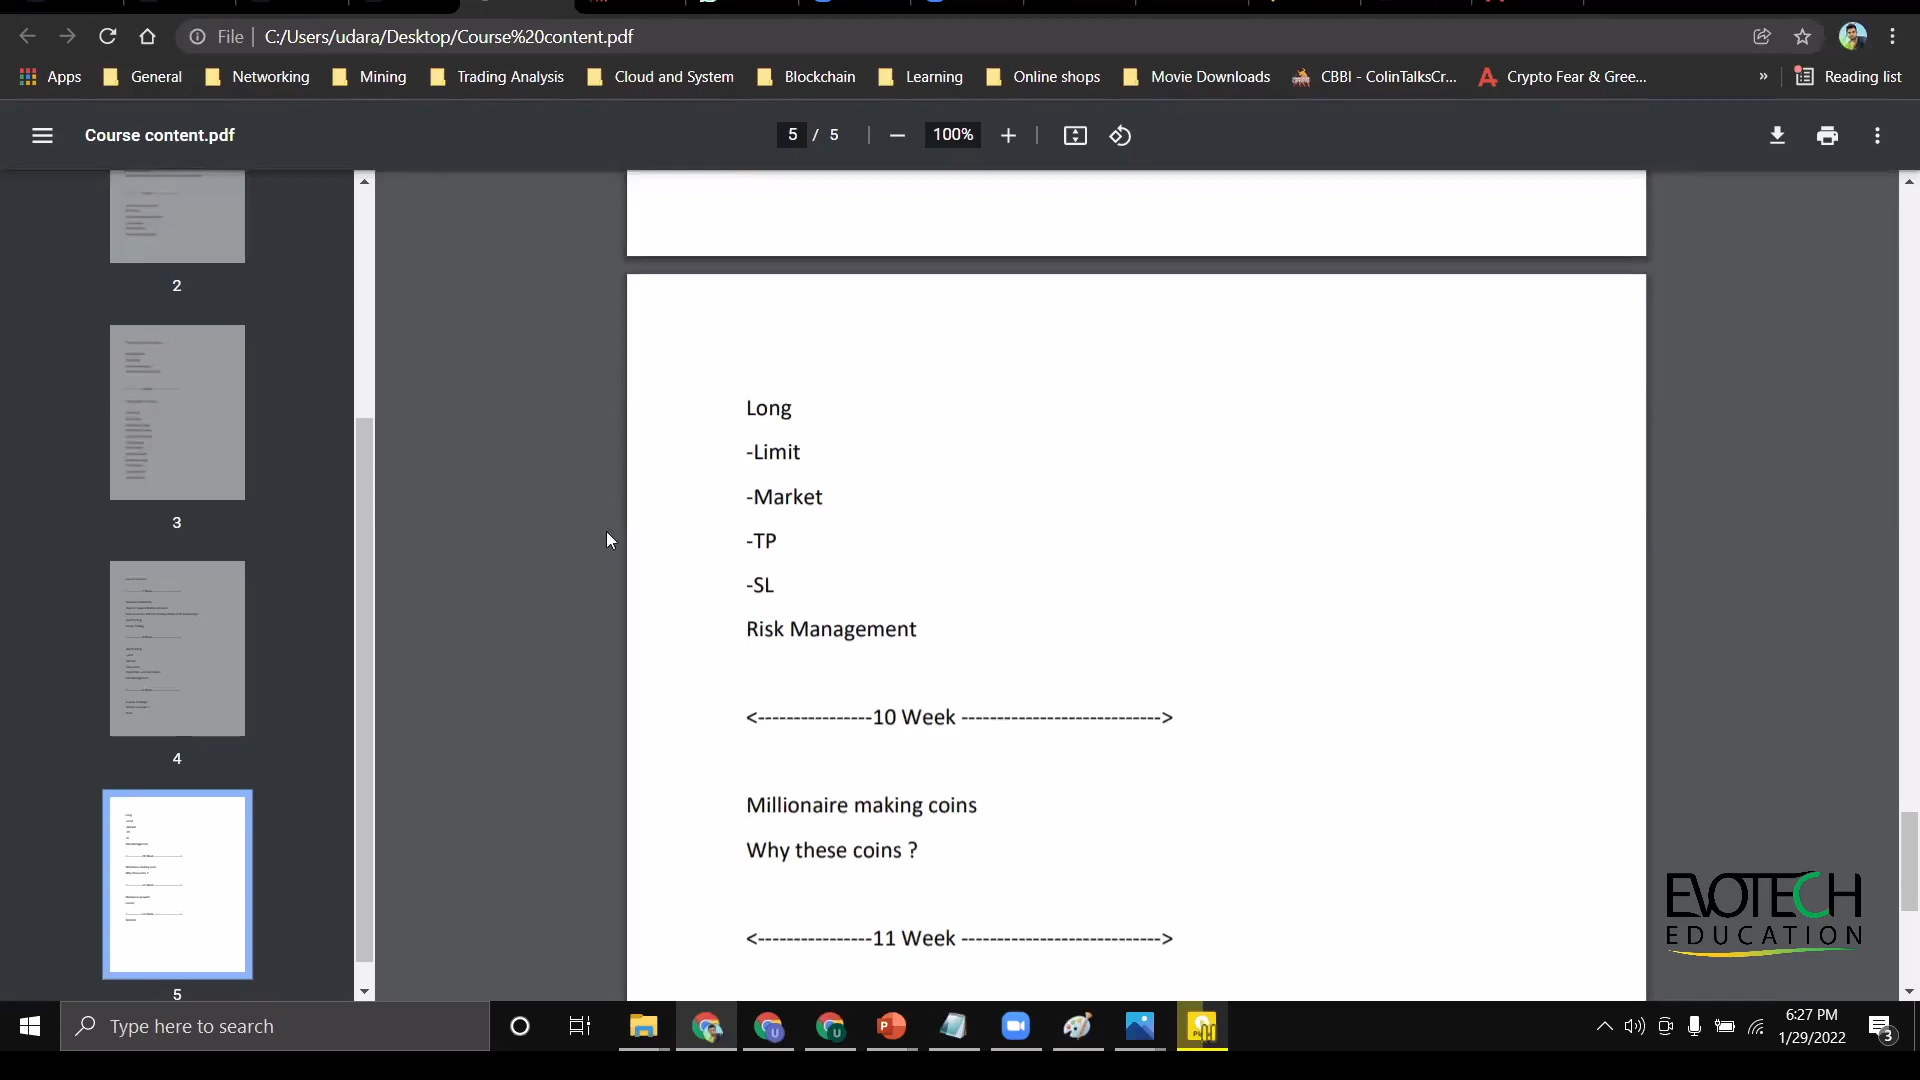 File
C:/Users/udara/Desktop/Course%20content.pdf
Apps
General
Networking
Mining
Trading Analysis
Cloud and System
Blockchain
Learning
Online shops
Movie Downloads
CBBI - ColinTalksCr...
Crypto Fear & Gree...
»
Reading list
Course content.pdf
5 / 5
100%
2
3
4
5
Long
-Limit
-Market
-TP
-SL
Risk Management
<----------------10 Week ---------------------------->
Millionaire making coins
Why these coins ?
<----------------11 Week ---------------------------->
EVOTECH
EDUCATION
Type here to search
6:27 PM
1/29/2022
3